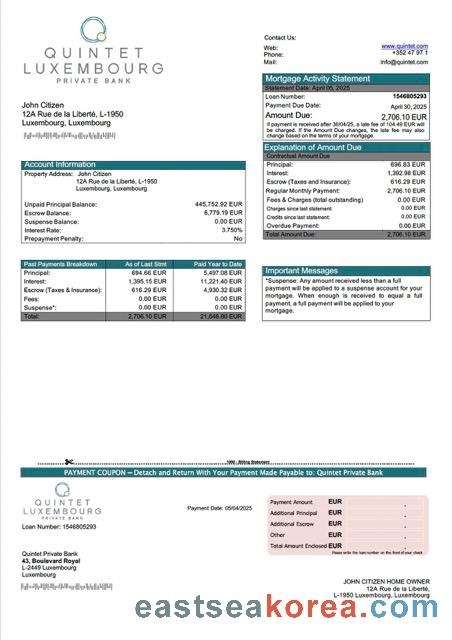 QUINTET
LUXEMBOURG
PRIVATE BANK
Contact Us:
Web: www.quintet.com
Phone: +352 47 97 1
Mail: info@quintet.com
John Citizen
12A Rue de la Liberté, L-1950
Luxembourg, Luxembourg
Mortgage Activity Statement
Statement Date: April 05, 2025
Loan Number: 1546805293
Payment Due Date: April 30, 2025
Amount Due: 2,706.10 EUR
If payment is received after 30/04/25, a late fee of 104.49 EUR will
be charged. If the Amount Due changes, the late fee may also
change based on the terms of your mortgage.
Explanation of Amount Due
Contractual Amount Due
Principal: 696.83 EUR
Interest: 1,392.98 EUR
Escrow (Taxes and Insurance): 616.29 EUR
Regular Monthly Payment: 2,706.10 EUR
Fees & Charges (total outstanding) 0.00 EUR
Charges since last statement: 0.00 EUR
Credits since last statement: 0.00 EUR
Overdue Payment: 0.00 EUR
Total Amount Due: 2,706.10 EUR
Account Information
Property Address: John Citizen
12A Rue de la Liberté, L-1950
Luxembourg, Luxembourg
Unpaid Principal Balance: 445,752.92 EUR
Escrow Balance: 6,779.19 EUR
Suspense Balance: 0.00 EUR
Interest Rate: 3.750%
Prepayment Penalty: No
Past Payments Breakdown As of Last Stmt Paid Year to Date
Principal: 694.66 EUR 5,497.08 EUR
Interest: 1,395.15 EUR 11,221.40 EUR
Escrow (Taxes & Insurance): 616.29 EUR 4,930.32 EUR
Fees: 0.00 EUR 0.00 EUR
Suspense*: 0.00 EUR 0.00 EUR
Total: 2,706.10 EUR 21,648.80 EUR
Important Messages
*Suspense: Any amount received less than a full
payment will be applied to a suspense account for your
mortgage. When enough is received to equal a full
payment, a full payment will be applied to your
mortgage.
1000 - Billing Statement
PAYMENT COUPON – Detach and Return With Your Payment Made Payable to: Quintet Private Bank
QUINTET
LUXEMBOURG
PRIVATE BANK
Loan Number: 1546805293
Payment Date: 05/04/2025
Payment Amount EUR .
Additional Principal EUR .
Additional Escrow EUR .
Other EUR .
Total Amount Enclosed EUR .
Please write the loan number on the front of your check
Quintet Private Bank
43, Boulevard Royal
L-2449 Luxembourg
Luxembourg
JOHN CITIZEN HOME OWNER
12A Rue de la Liberté,
L-1950 Luxembourg, Luxembourg
eastseakorea.com